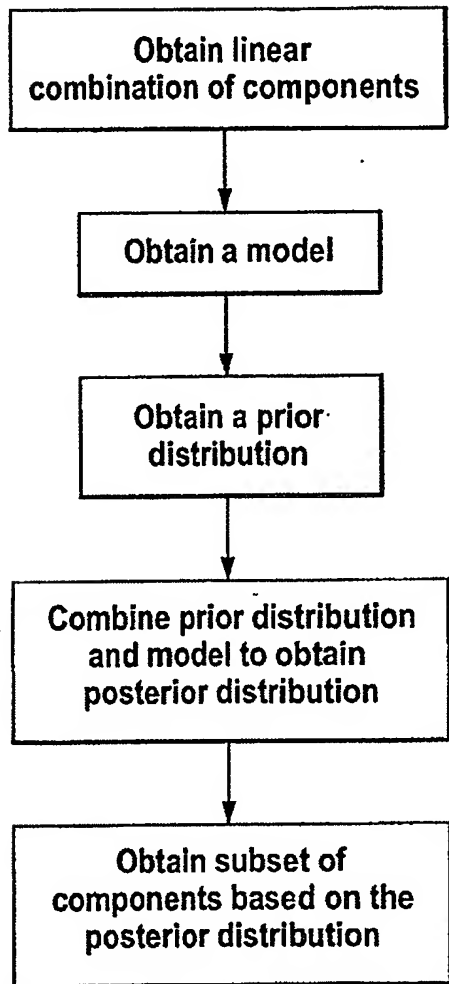 Obtain linear
combination of components
Obtain a model
Obtain a prior
distribution
Combine prior distribution
and model to obtain
posterior distribution
Obtain subset of
components based on the
posterior distribution